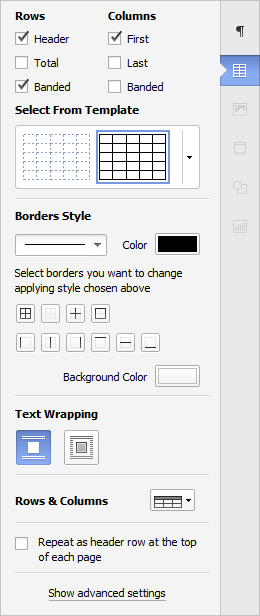 Rows Columns
Header First
Total Last
Banded Banded
Select From Template
Borders Style
Color
Select borders you want to change
applying style chosen above
Background Color
Text Wrapping
Rows & Columns
Repeat as header row at the top
of each page
Show advanced settings